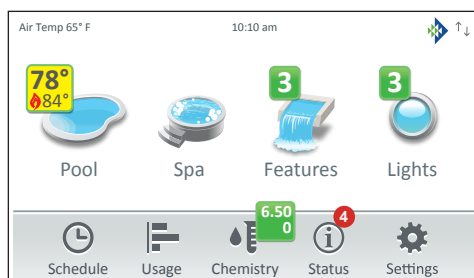 Air Temp 65° F
10:10 am
↑↓
78°
84°
3
3
Pool
Spa
Features
Lights
6.50
0
4
Schedule
Usage
Chemistry
Status
Settings